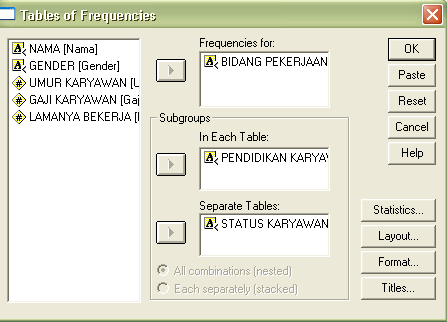 Tables of Frequencies
NAMA [Nama]
GENDER [Gender]
UMUR KARYAWAN [U
GAJI KARYAWAN [Gaj
LAMANYA BEKERJA [
Frequencies for:
BIDANG PEKERJAAN
Subgroups
In Each Table:
PENDIDIKAN KARYA
Separate Tables:
STATUS KARYAWAN
All combinations (nested)
Each separately (stacked)
OK
Paste
Reset
Cancel
Help
Statistics...
Layout...
Format...
Titles...